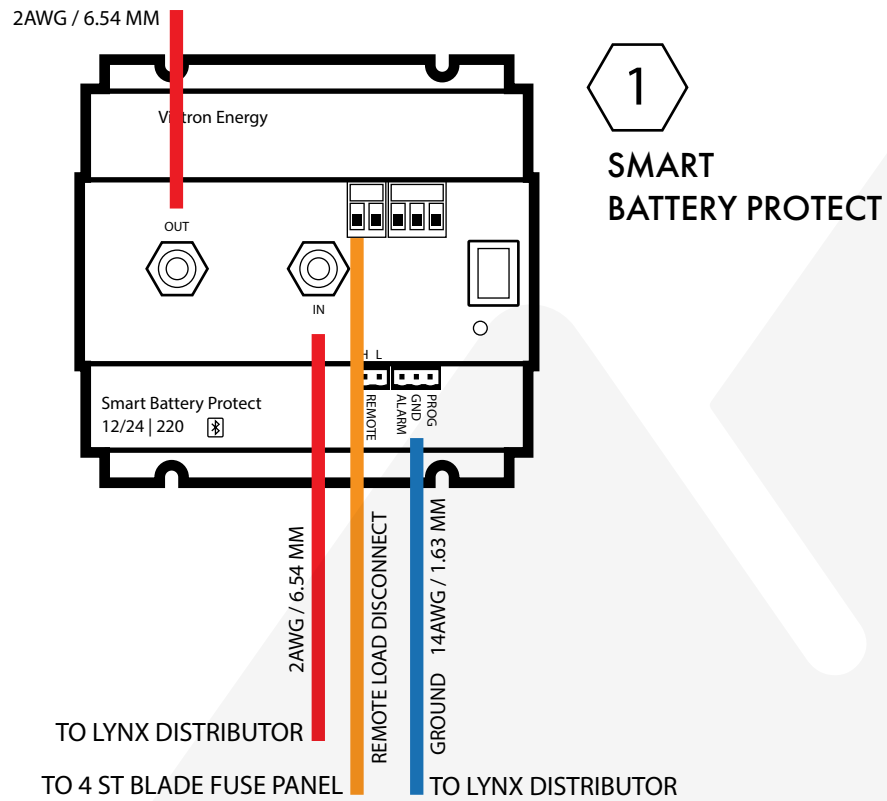 2AWG / 6.54 MM
Victron Energy
1
SMART
BATTERY PROTECT
OUT
IN
H L
Smart Battery Protect
12/24 | 220
REMOTE
ALARM
GND
PROG
2AWG / 6.54 MM
REMOTE LOAD DISCONNECT
GROUND 14AWG / 1.63 MM
TO LYNX DISTRIBUTOR
TO 4 ST BLADE FUSE PANEL
TO LYNX DISTRIBUTOR